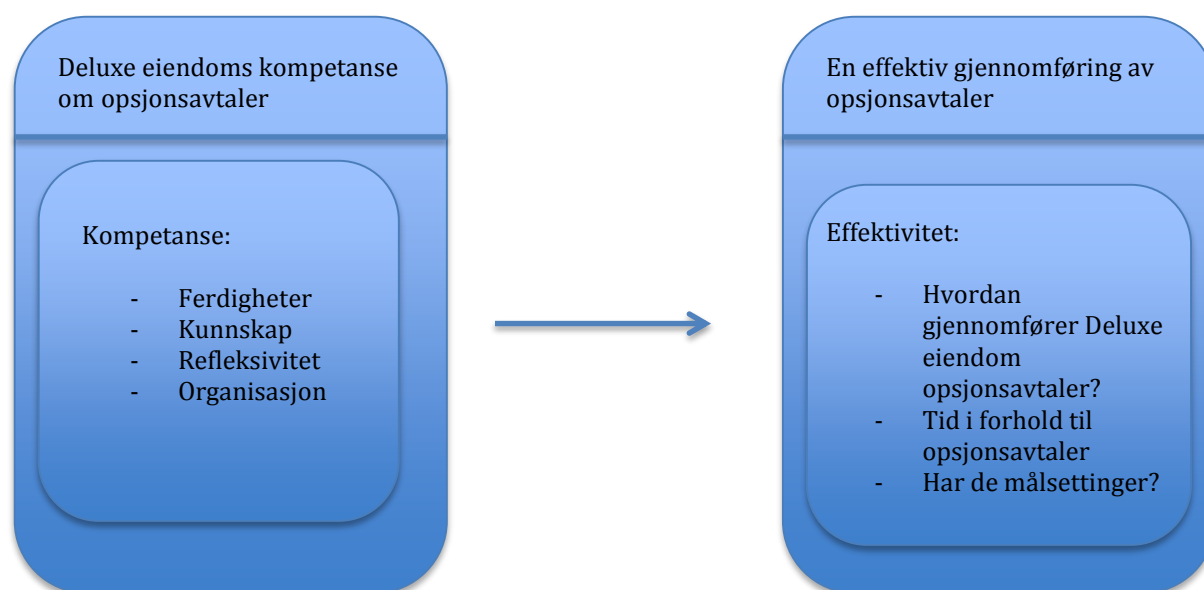 Deluxe eiendoms kompetanse
om opsjonsavtaler
Kompetanse:
- Ferdigheter
- Kunnskap
- Refleksivitet
- Organisasjon
En effektiv gjennomføring av
opsjonsavtaler
Effektivitet:
- Hvordan
gjennomfører Deluxe
eiendom
opsjonsavtaler?
- Tid i forhold til
opsjonsavtaler
- Har de målsettinger?